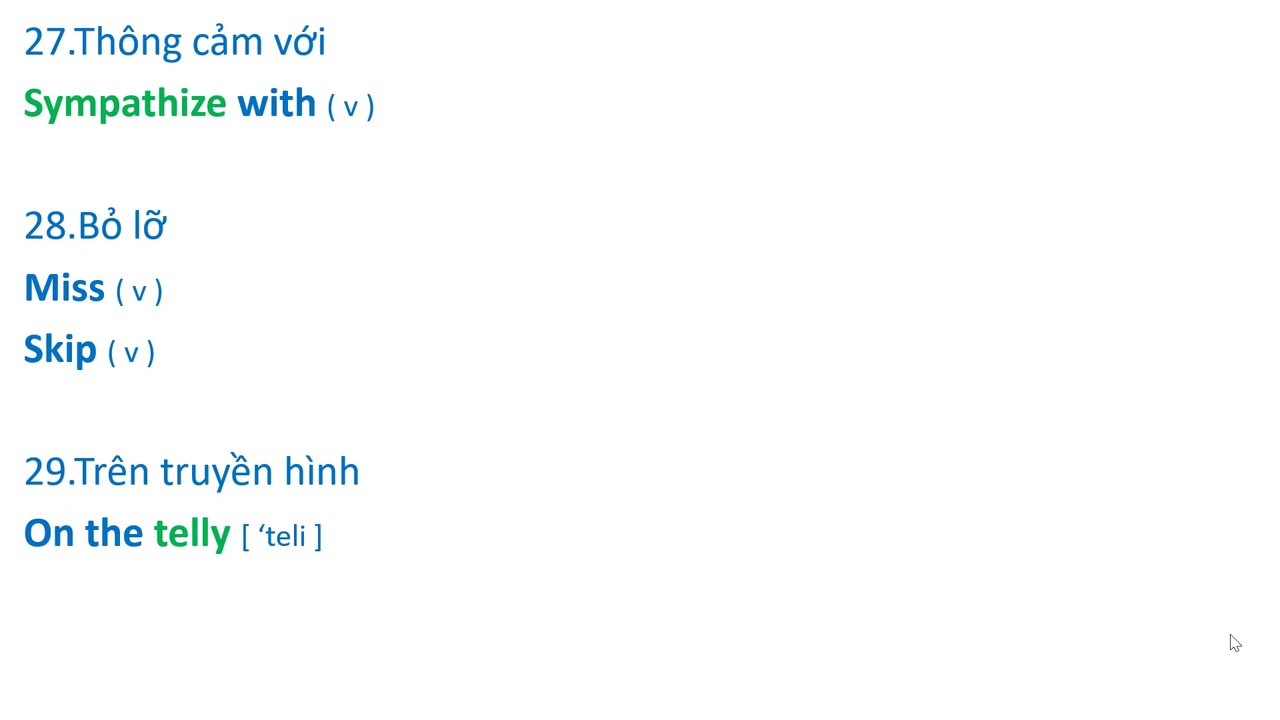 27.Thông cảm với
Sympathize with ( v )
28.Bỏ lỡ
Miss ( v )
Skip ( v )
29.Trên truyền hình
On the telly [ ‘teli ]